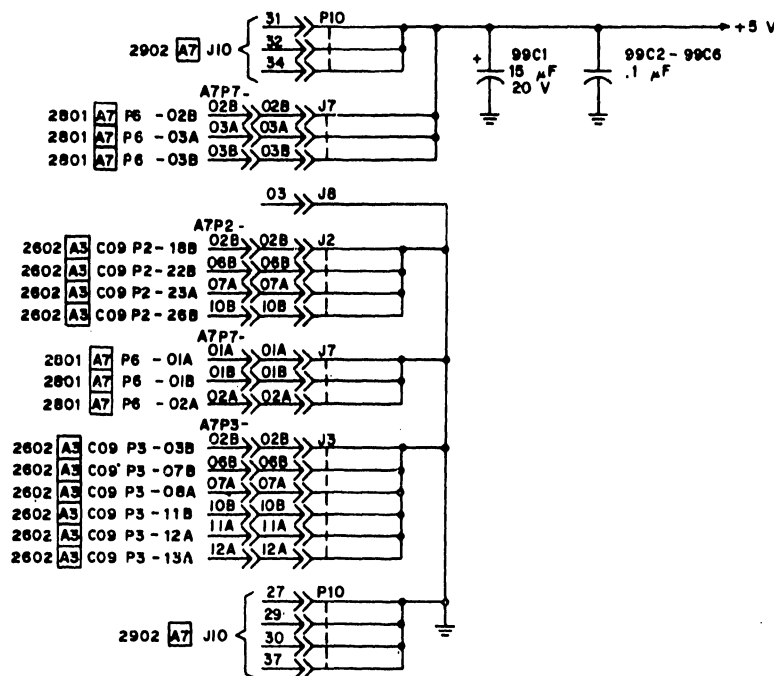 31 P10
2902 A7 J10 32
34
+5 V
+ 99C1
15 µF
20 V
99C2 - 99C6
.1 µF
A7P7-
2801 A7 P6 -02B 02B 02B J7
2801 A7 P6 -03A 03A 03A
2801 A7 P6 -03B 03B 03B
03 J8
A7P2-
2602 A3 C09 P2-18B 02B 02B J2
2602 A3 C09 P2-22B 06B 06B
2602 A3 C09 P2-23A 07A 07A
2602 A3 C09 P2-26B 10B 10B
A7P7-
2801 A7 P6 -01A 01A 01A J7
2801 A7 P6 -01B 01B 01B
2801 A7 P6 -02A 02A 02A
A7P3-
2602 A3 C09 P3-03B 02B 02B J3
2602 A3 C09 P3-07B 06B 06B
2602 A3 C09 P3-08A 07A 07A
2602 A3 C09 P3-11B 10B 10B
2602 A3 C09 P3-12A 11A 11A
2602 A3 C09 P3-13A 12A 12A
27 P10
29
2902 A7 J10 30
37